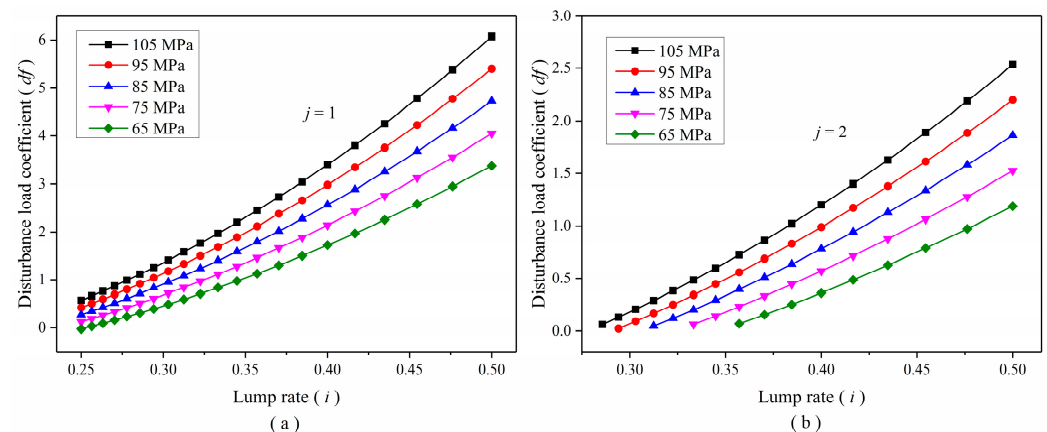 6
5
4
3
2
1
0
0.25
0.30
0.35
0.40
0.45
0.50
Disturbance load coefficient ( df )
Lump rate ( i )
105 MPa
95 MPa
85 MPa
75 MPa
65 MPa
j = 1
( a )
3.0
2.5
2.0
1.5
1.0
0.5
0.0
0.30
0.35
0.40
0.45
0.50
Disturbance load coefficient ( df )
Lump rate ( i )
105 MPa
95 MPa
85 MPa
75 MPa
65 MPa
j = 2
( b )